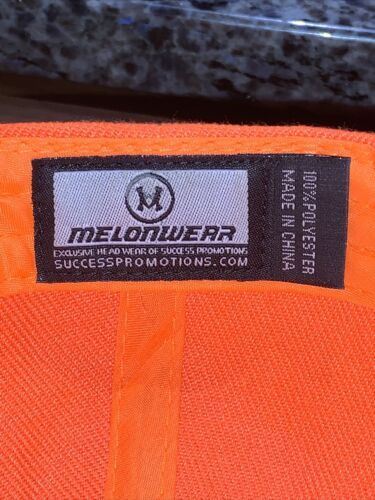 M
MELONWEAR
EXCLUSIVE HEAD WEAR OF SUCCESS PROMOTIONS
SUCCESSPROMOTIONS.COM
100% POLYESTER
MADE IN CHINA